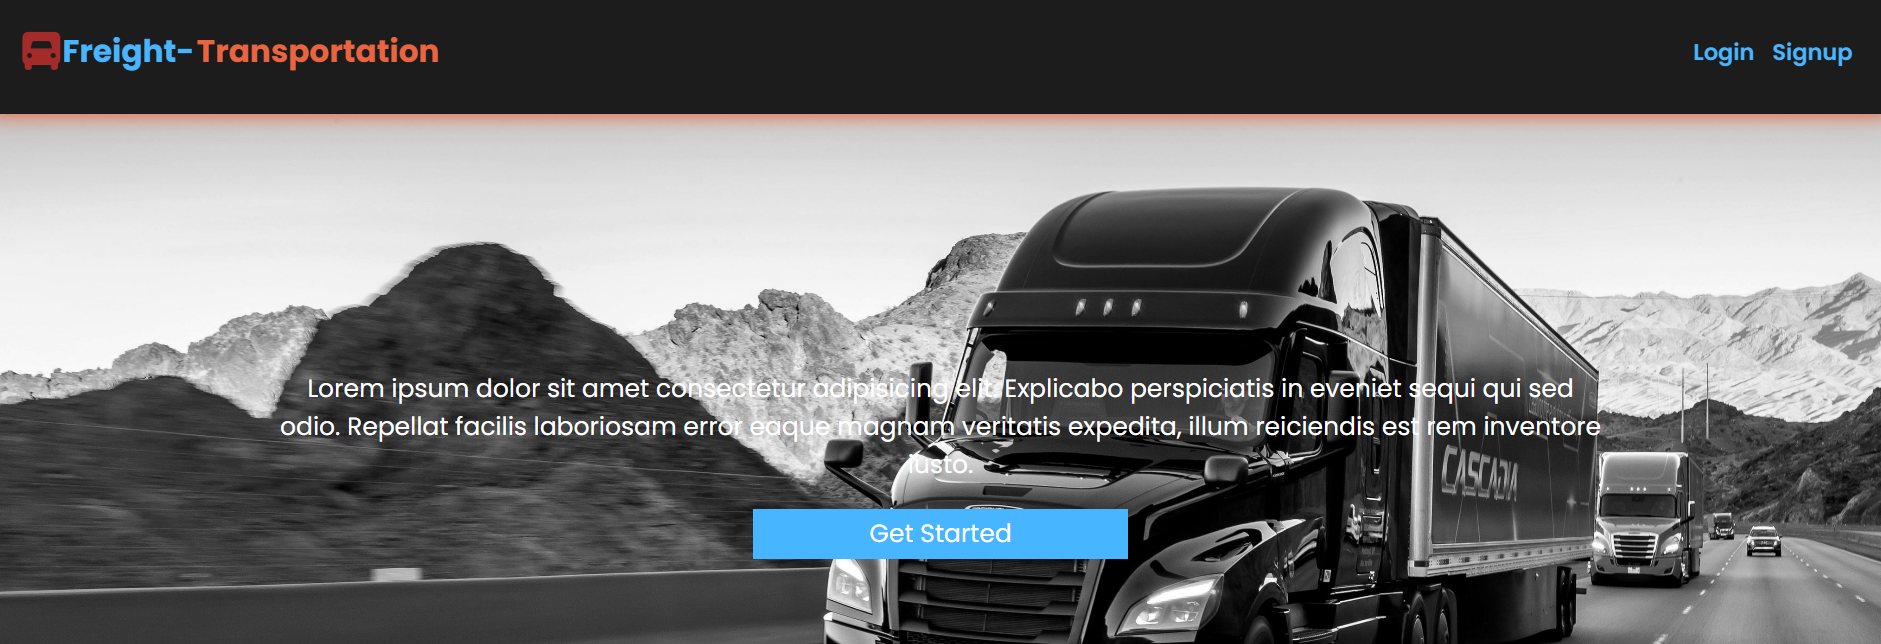 Freight-Transportation
Login Signup
Lorem ipsum dolor sit amet consectetur adipisicing elit. Explicabo perspiciatis in eveniet sequi qui sed
odio. Repellat facilis laboriosam error eaque magnam veritatis expedita, illum reiciendis est rem inventore
iusto.
CASCADIA
Get Started